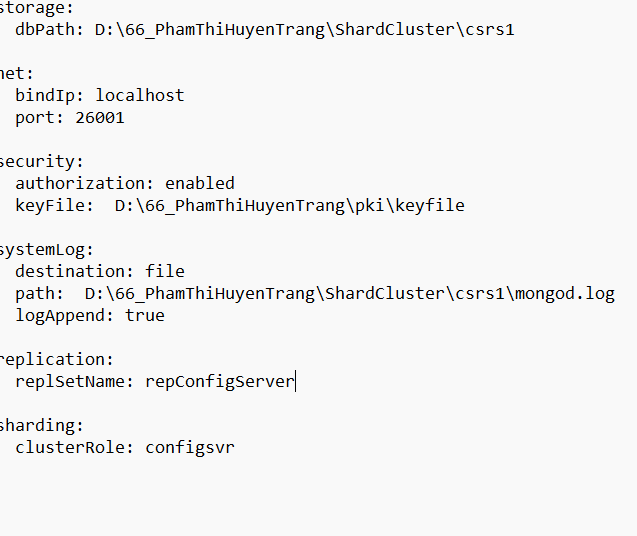 storage:
  dbPath: D:\66_PhamThiHuyenTrang\ShardCluster\csrs1
net:
  bindIp: localhost
  port: 26001
security:
  authorization: enabled
  keyFile:  D:\66_PhamThiHuyenTrang\pki\keyfile
systemLog:
  destination: file
  path:  D:\66_PhamThiHuyenTrang\ShardCluster\csrs1\mongod.log
  logAppend: true
replication:
  replSetName: repConfigServer
sharding:
  clusterRole: configsvr